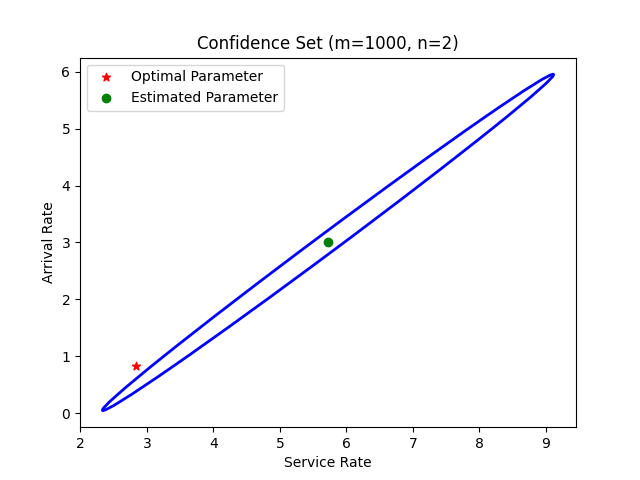 Confidence Set (m=1000, n=2)
Optimal Parameter
Estimated Parameter
6
5
4
3
2
1
0
Arrival Rate
2 3 4 5 6 7 8 9
Service Rate